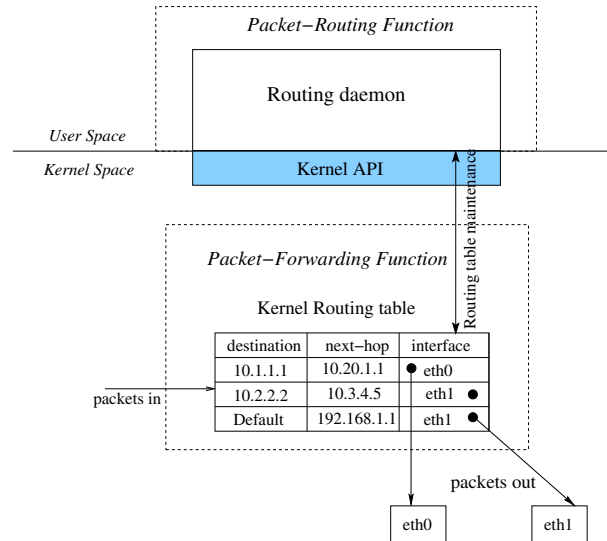 Packet−Routing Function
Routing daemon
User Space
Kernel Space
Kernel API
Routing table maintenance
Packet−Forwarding Function
Kernel Routing table
destination next−hop interface
10.1.1.1 10.20.1.1 eth0
10.2.2.2 10.3.4.5 eth1
Default 192.168.1.1 eth1
packets in
packets out
eth0 eth1